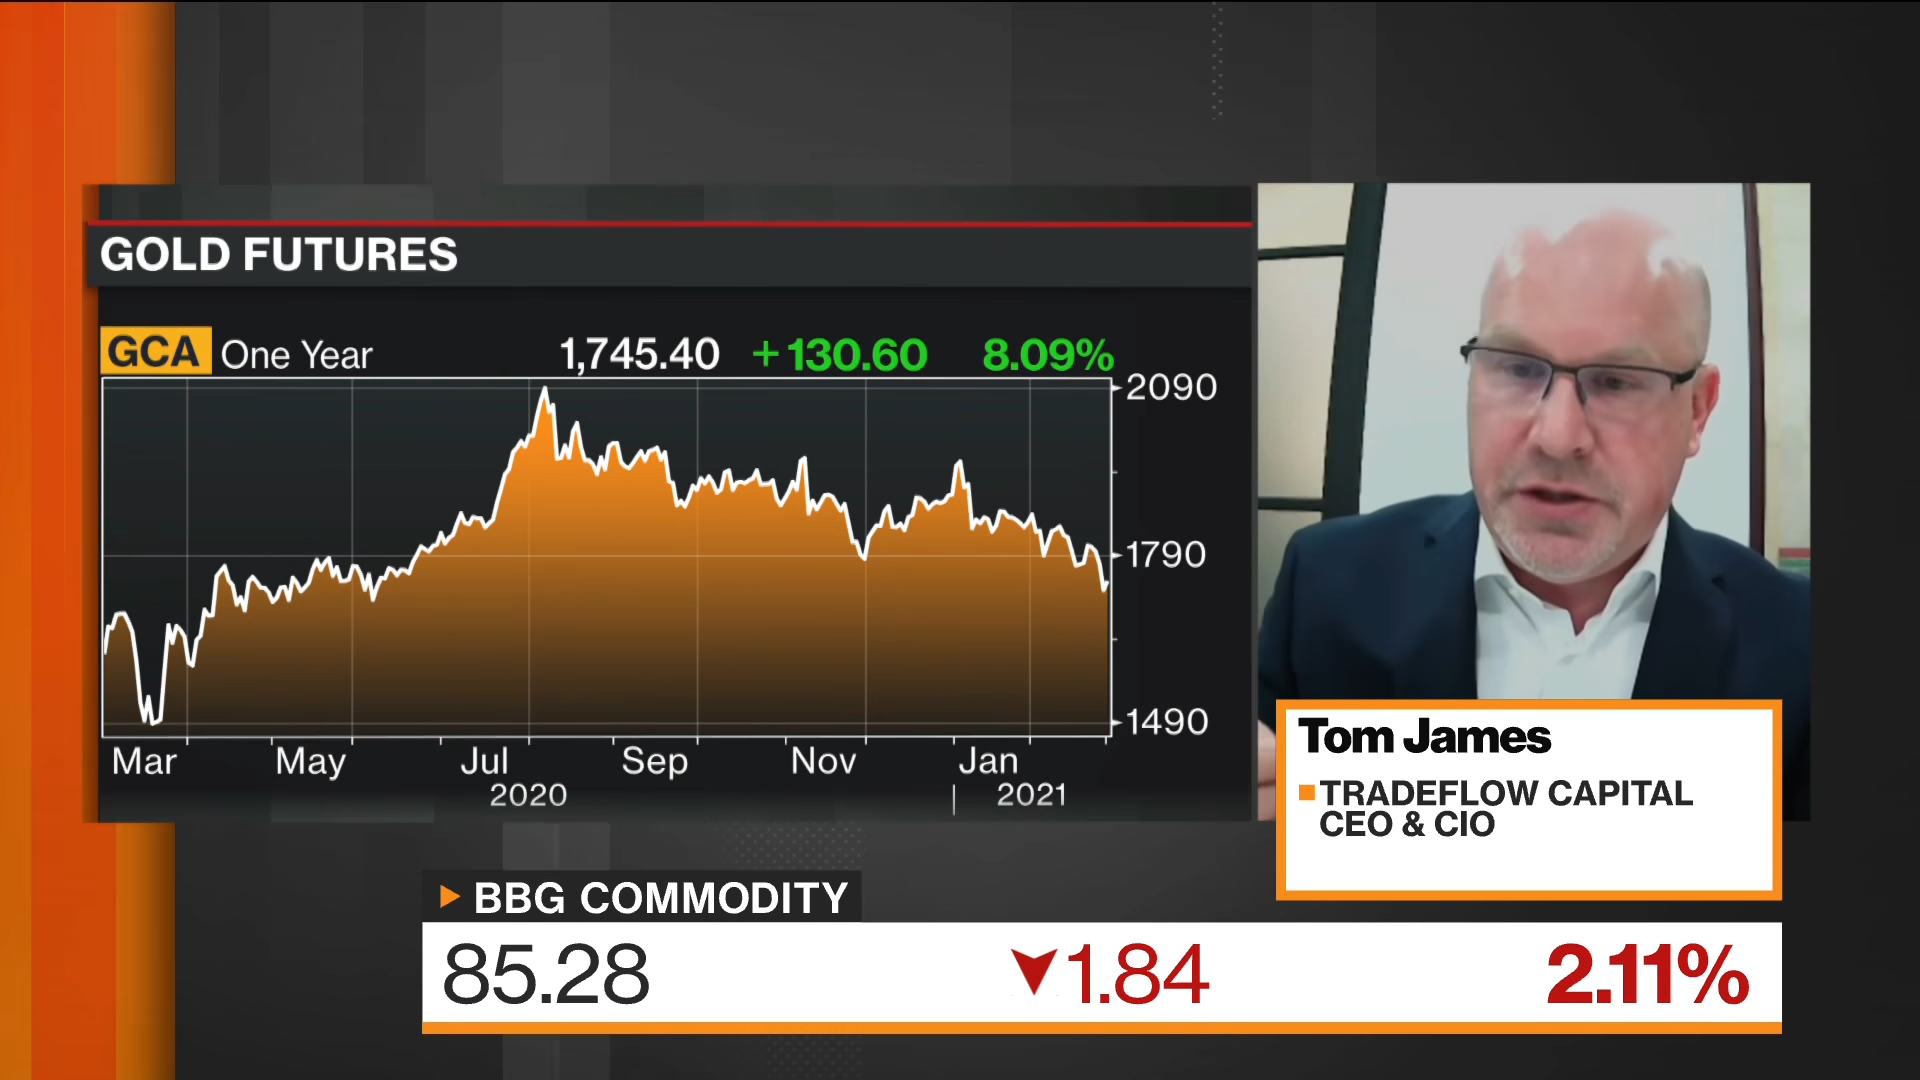 GOLD FUTURES
GCA One Year 1,745.40 +130.60 8.09%
2090
1790
1490
Mar May Jul Sep Nov Jan
2020 2021
Tom James
TRADEFLOW CAPITAL
CEO & CIO
BBG COMMODITY
85.28 1.84 2.11%